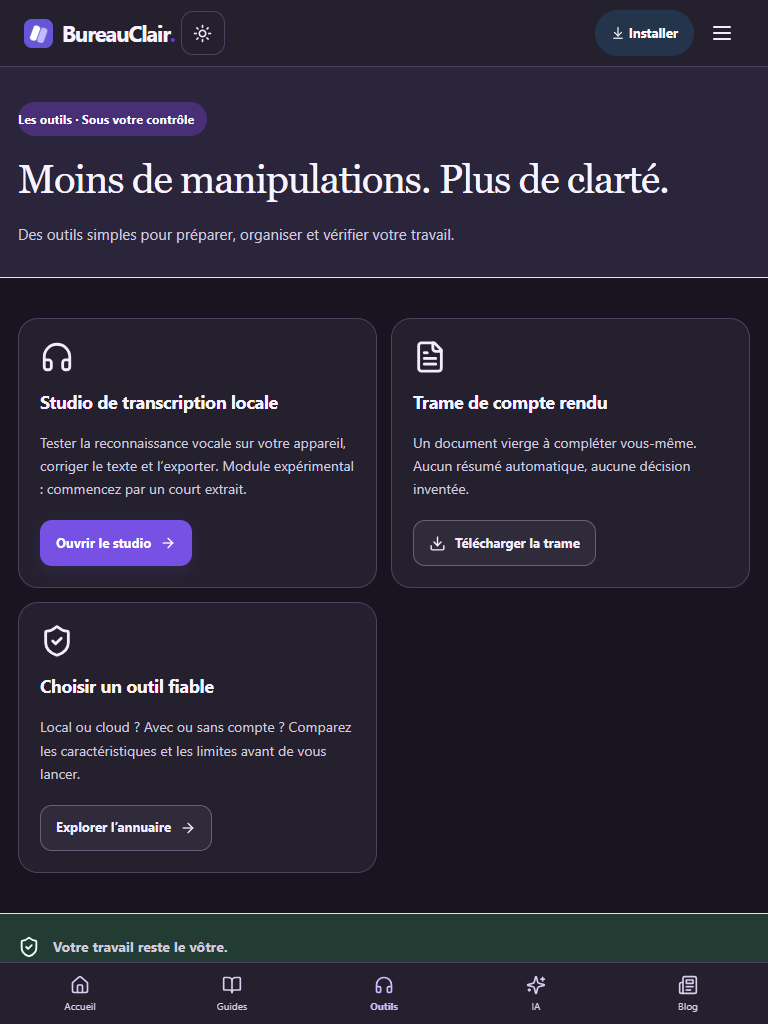 BureauClair.
Installer
Les outils · Sous votre contrôle
Moins de manipulations. Plus de clarté.
Des outils simples pour préparer, organiser et vérifier votre travail.
Studio de transcription locale
Tester la reconnaissance vocale sur votre appareil,
corriger le texte et l’exporter. Module expérimental
: commencez par un court extrait.
Ouvrir le studio
Trame de compte rendu
Un document vierge à compléter vous-même.
Aucun résumé automatique, aucune décision
inventée.
Télécharger la trame
Choisir un outil fiable
Local ou cloud ? Avec ou sans compte ? Comparez
les caractéristiques et les limites avant de vous
lancer.
Explorer l’annuaire
Votre travail reste le vôtre.
Accueil
Guides
Outils
IA
Blog